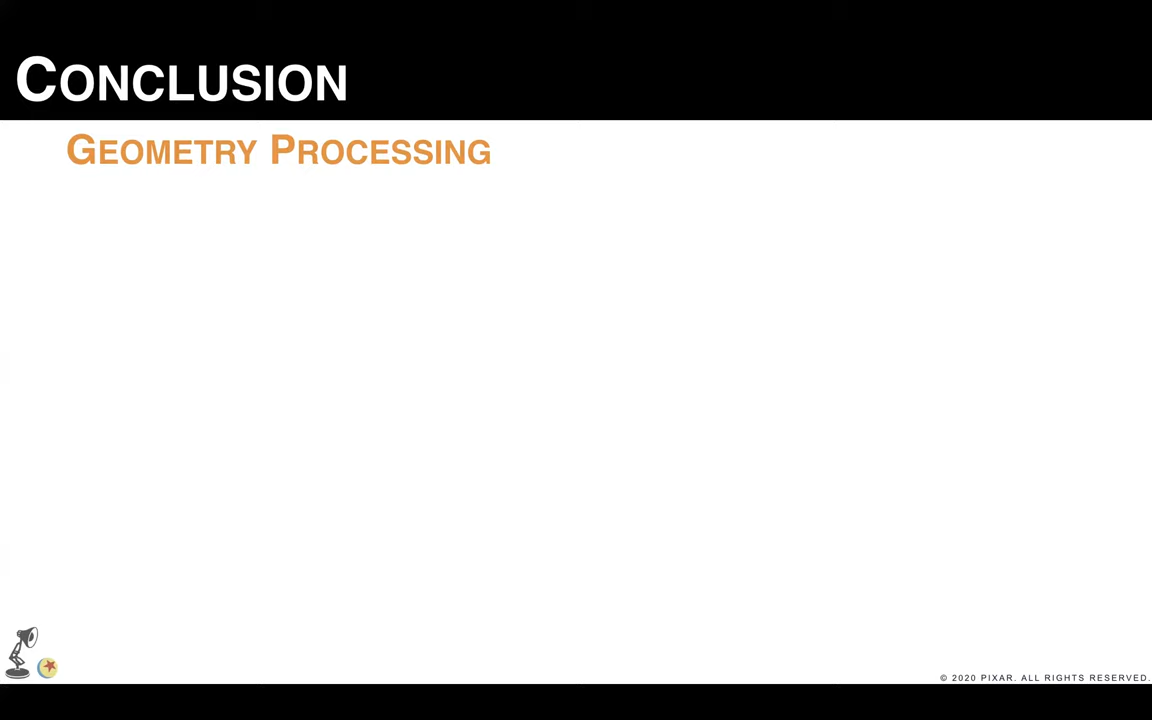 CONCLUSION
GEOMETRY PROCESSING
© 2020 PIXAR. ALL RIGHTS RESERVED.